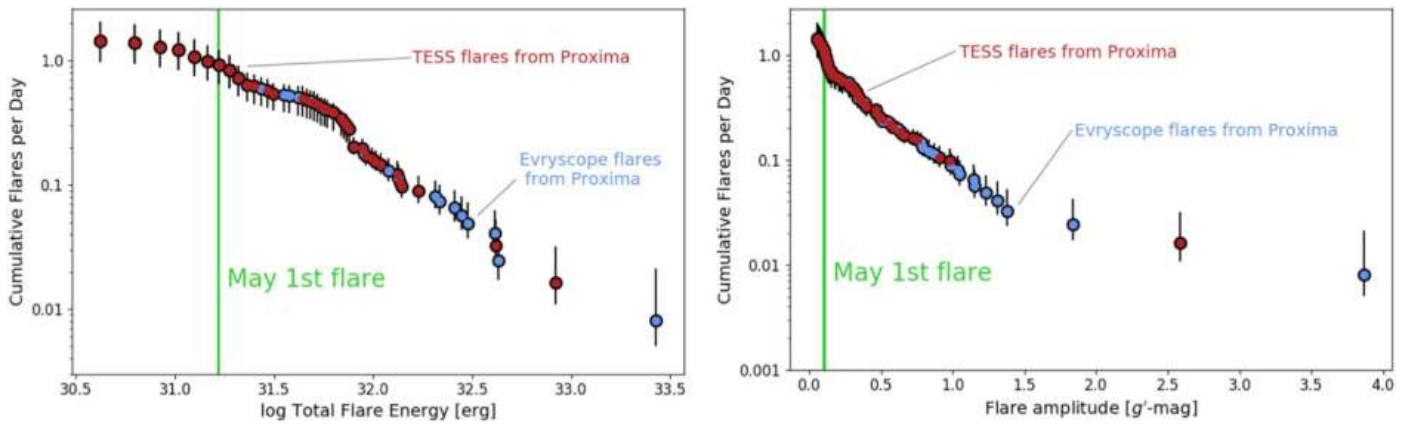 Cumulative Flares per Day
1.0
0.1
0.01
TESS flares from Proxima
Evryscope flares
from Proxima
May 1st flare
30.5 31.0 31.5 32.0 32.5 33.0 33.5
log Total Flare Energy [erg]
Cumulative Flares per Day
1.0
0.1
0.01
0.001
TESS flares from Proxima
Evryscope flares from Proxima
May 1st flare
0.0 0.5 1.0 1.5 2.0 2.5 3.0 3.5 4.0
Flare amplitude [g′-mag]